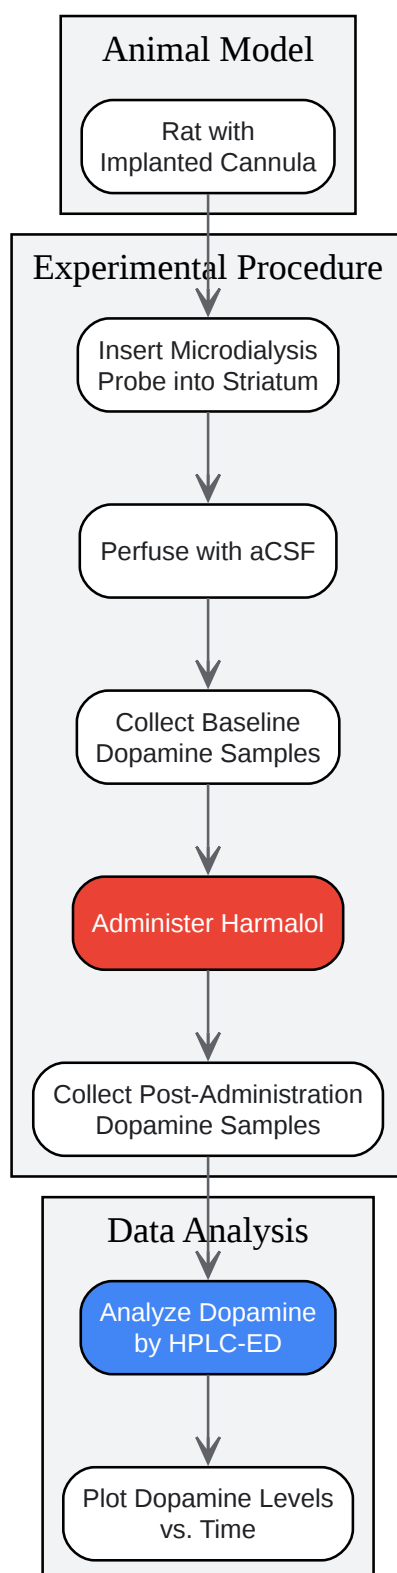 Animal Model
Rat with
Implanted Cannula
Experimental Procedure
Insert Microdialysis
Probe into Striatum
Perfuse with aCSF
Collect Baseline
Dopamine Samples
Administer Harmalol
Collect Post-Administration
Dopamine Samples
Data Analysis
Analyze Dopamine
by HPLC-ED
Plot Dopamine Levels
vs. Time